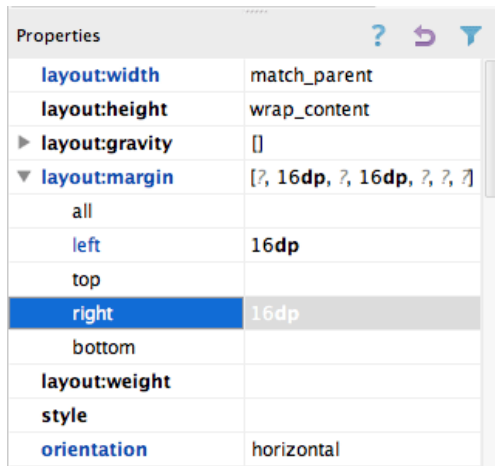 Properties ?
layout:width match_parent
layout:height wrap_content
layout:gravity []
layout:margin [?, 16dp, ?, 16dp, ?, ?, ?]
all
left 16dp
top
right 16dp
bottom
layout:weight
style
orientation horizontal